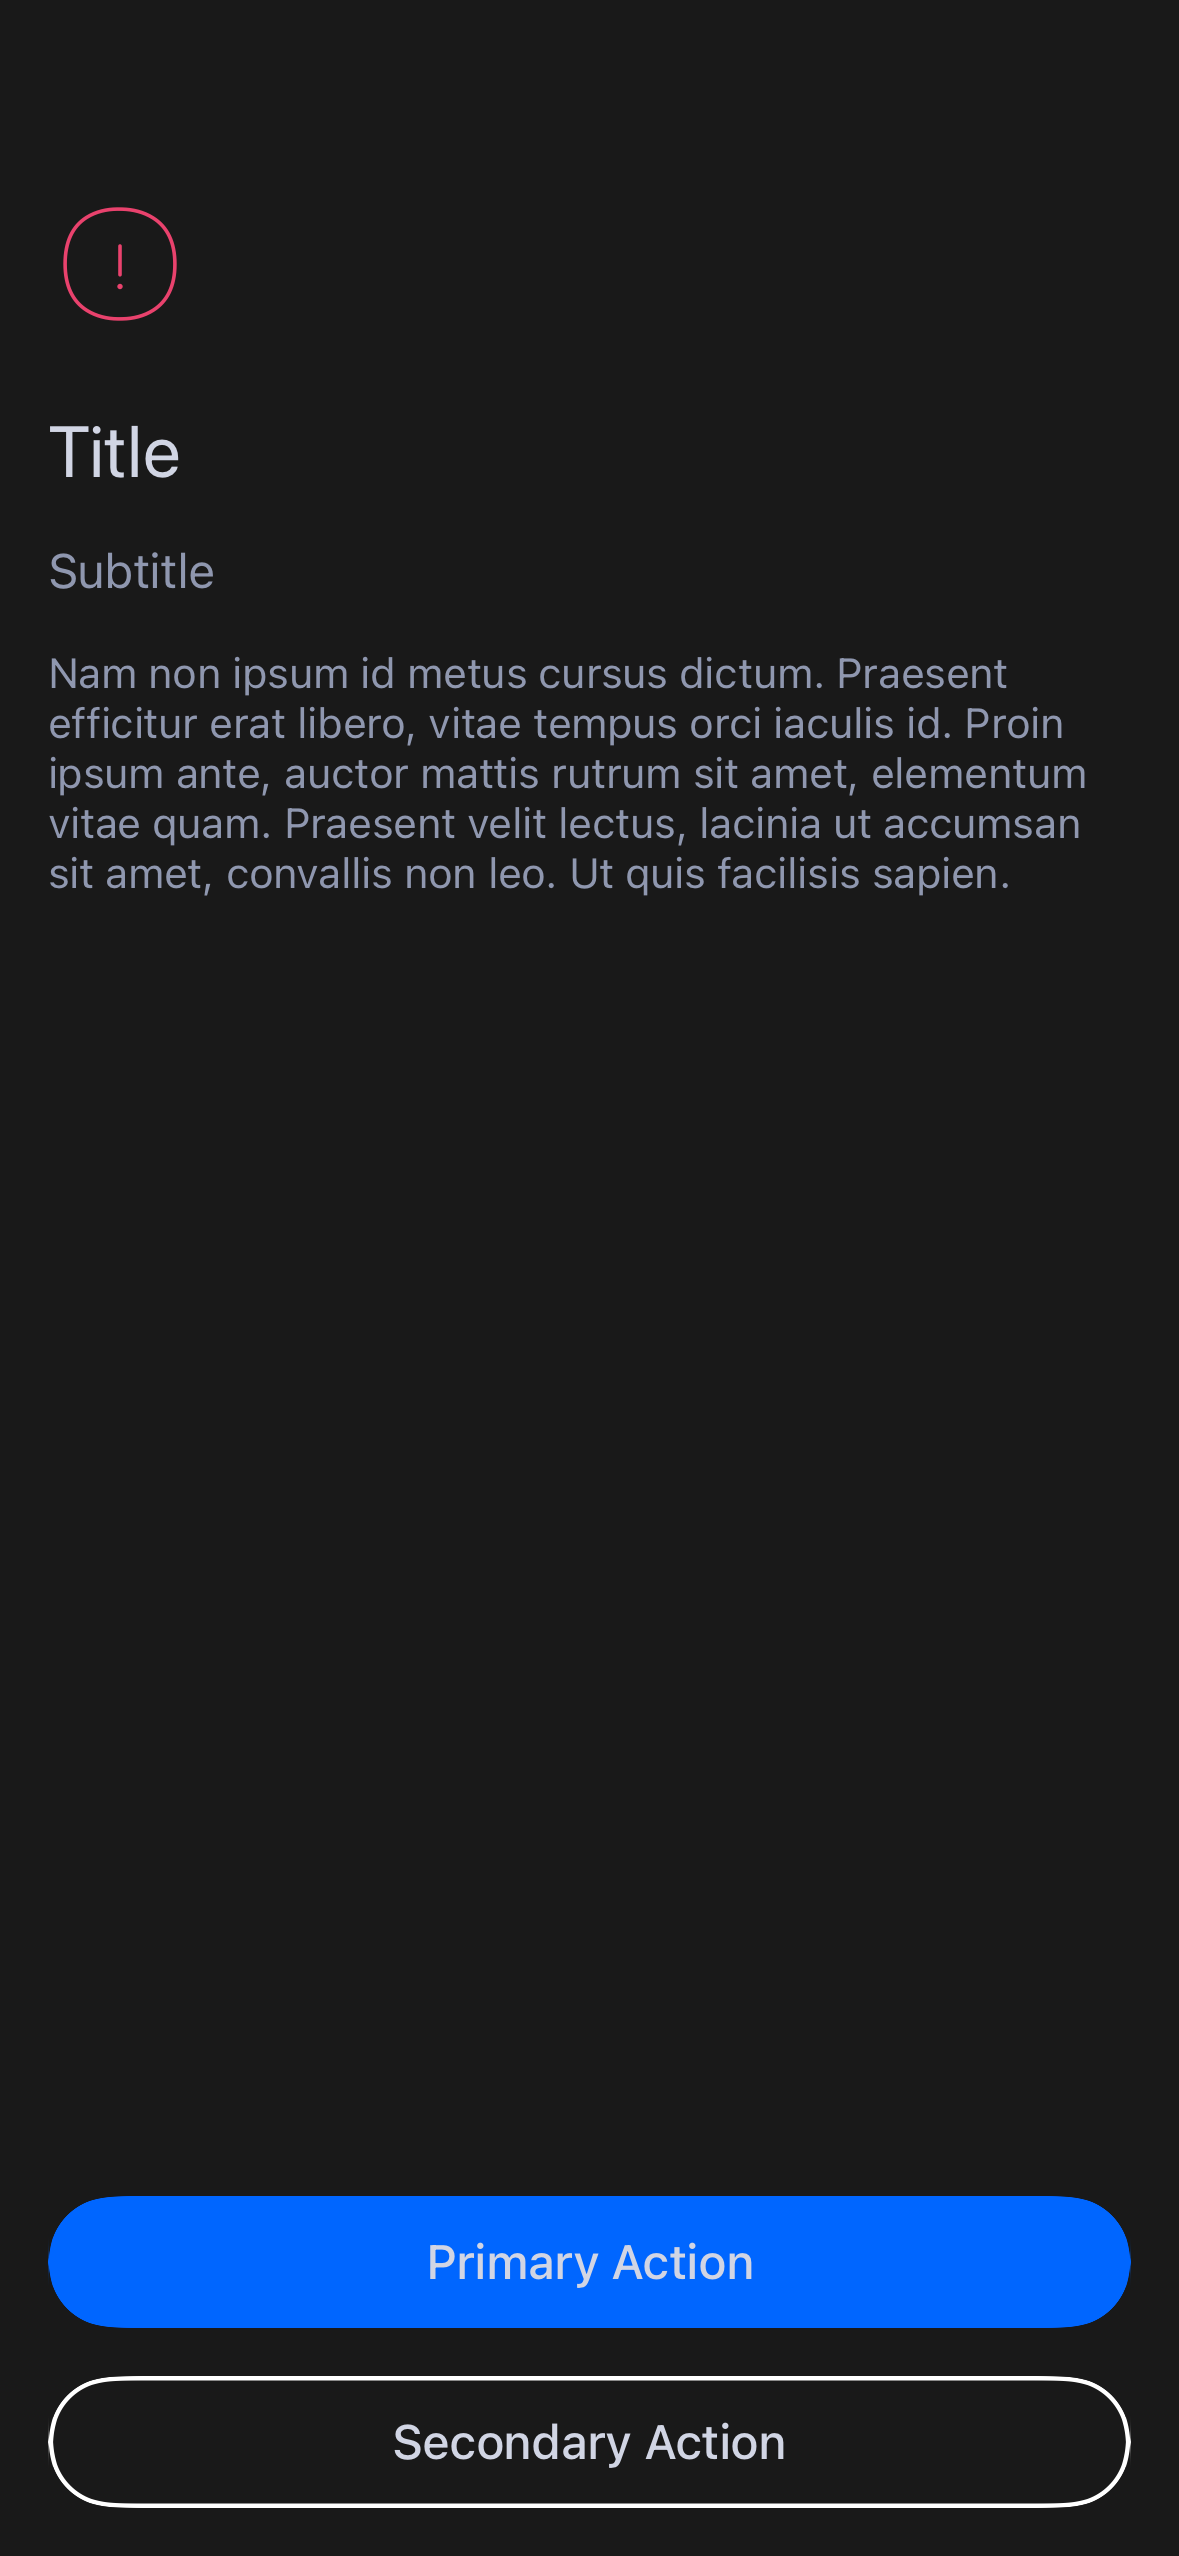 !
Title
Subtitle
Nam non ipsum id metus cursus dictum. Praesent
efficitur erat libero, vitae tempus orci iaculis id. Proin
ipsum ante, auctor mattis rutrum sit amet, elementum
vitae quam. Praesent velit lectus, lacinia ut accumsan
sit amet, convallis non leo. Ut quis facilisis sapien.
Primary Action
Secondary Action